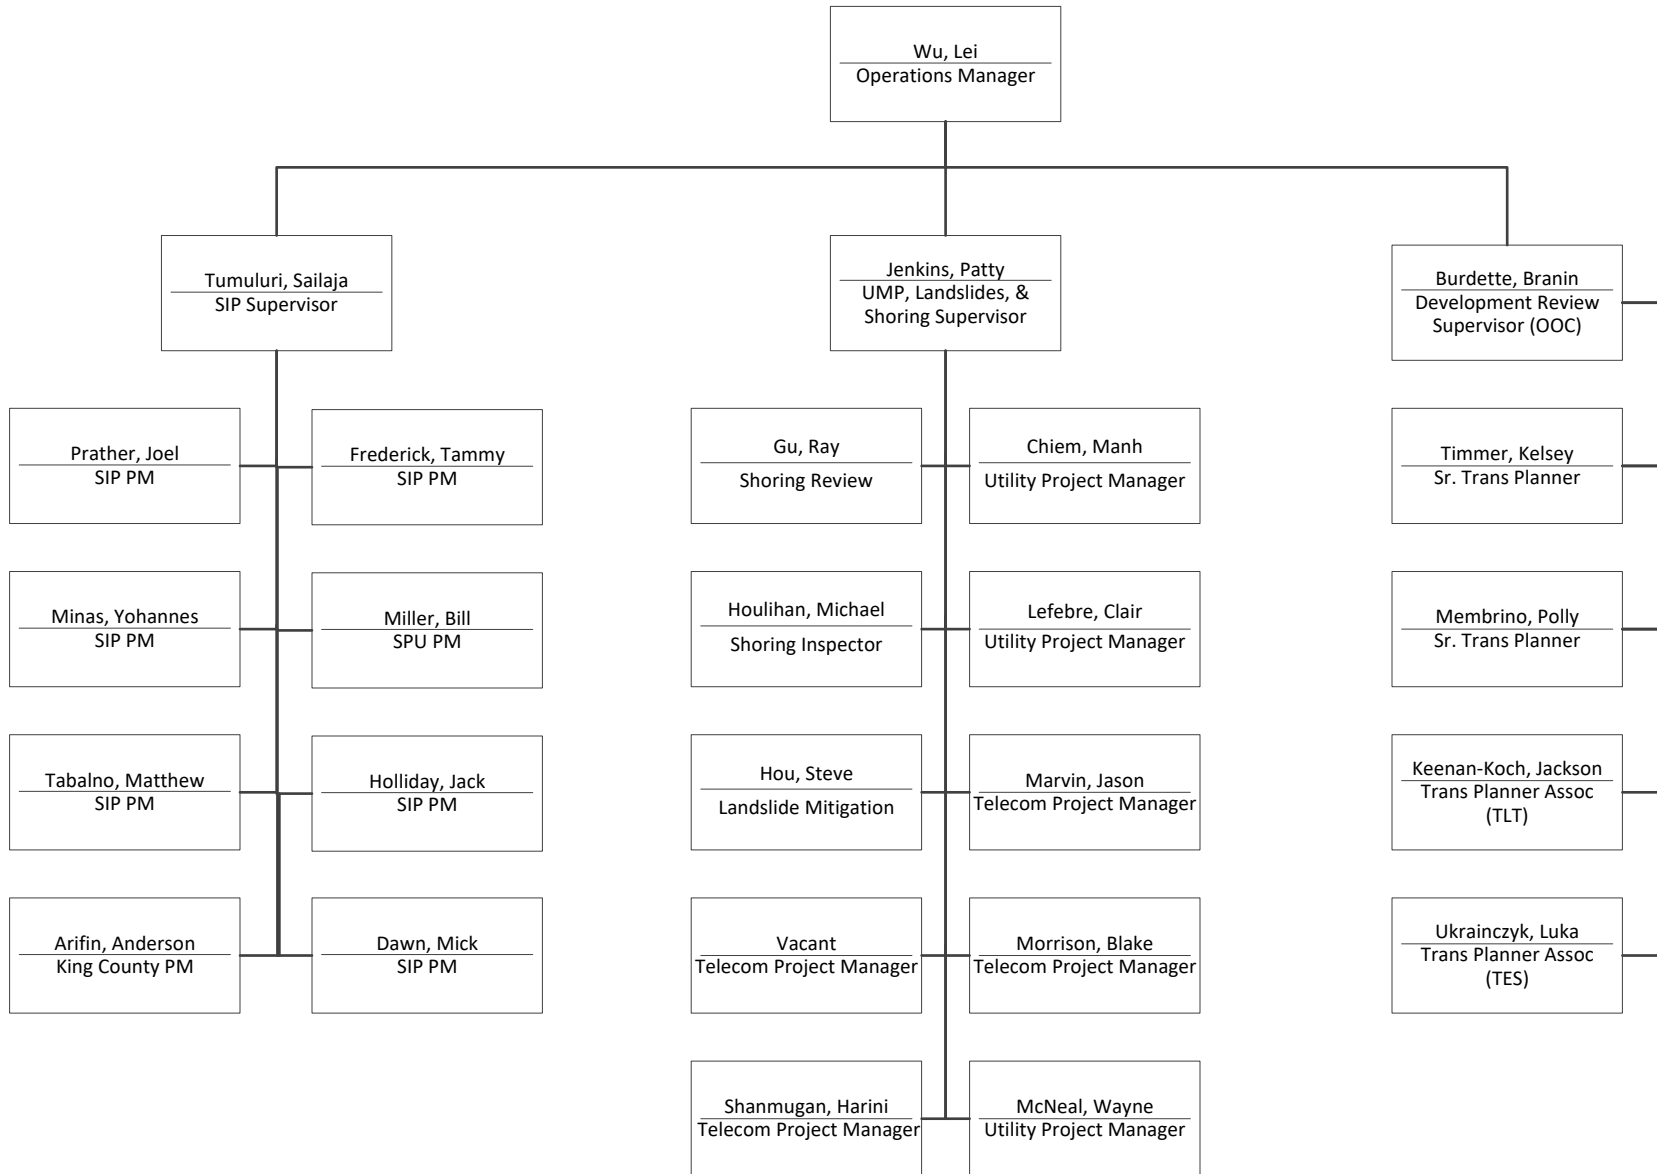 Wu, Lei
Operations Manager
Tumuluri, Sailaja
SIP Supervisor
Jenkins, Patty
UMP, Landslides, &
Shoring Supervisor
Burdette, Branin
Development Review
Supervisor (OOC)
Prather, Joel
SIP PM
Frederick, Tammy
SIP PM
Gu, Ray
Shoring Review
Chiem, Manh
Utility Project Manager
Timmer, Kelsey
Sr. Trans Planner
Minas, Yohannes
SIP PM
Miller, Bill
SPU PM
Houlihan, Michael
Shoring Inspector
Lefebre, Clair
Utility Project Manager
Membrino, Polly
Sr. Trans Planner
Tabalno, Matthew
SIP PM
Holliday, Jack
SIP PM
Hou, Steve
Landslide Mitigation
Marvin, Jason
Telecom Project Manager
Keenan-Koch, Jackson
Trans Planner Assoc
(TLT)
Arifin, Anderson
King County PM
Dawn, Mick
SIP PM
Vacant
Telecom Project Manager
Morrison, Blake
Telecom Project Manager
Ukrainczyk, Luka
Trans Planner Assoc
(TES)
Shanmugan, Harini
Telecom Project Manager
McNeal, Wayne
Utility Project Manager